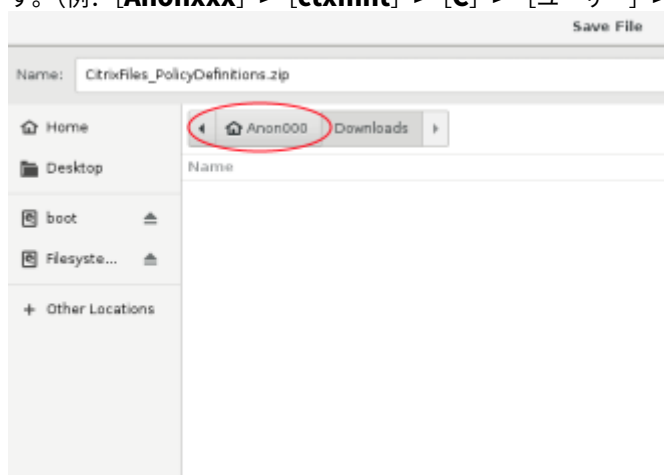 す。(例: [Anonxxx] > [ctxmnt] > [C] > [ユーザー] >
Save File
Name: CitrixFiles_PolicyDefinitions.zip
Home
Anon000 Downloads
Desktop
Name
boot
Filesyste...
+ Other Locations